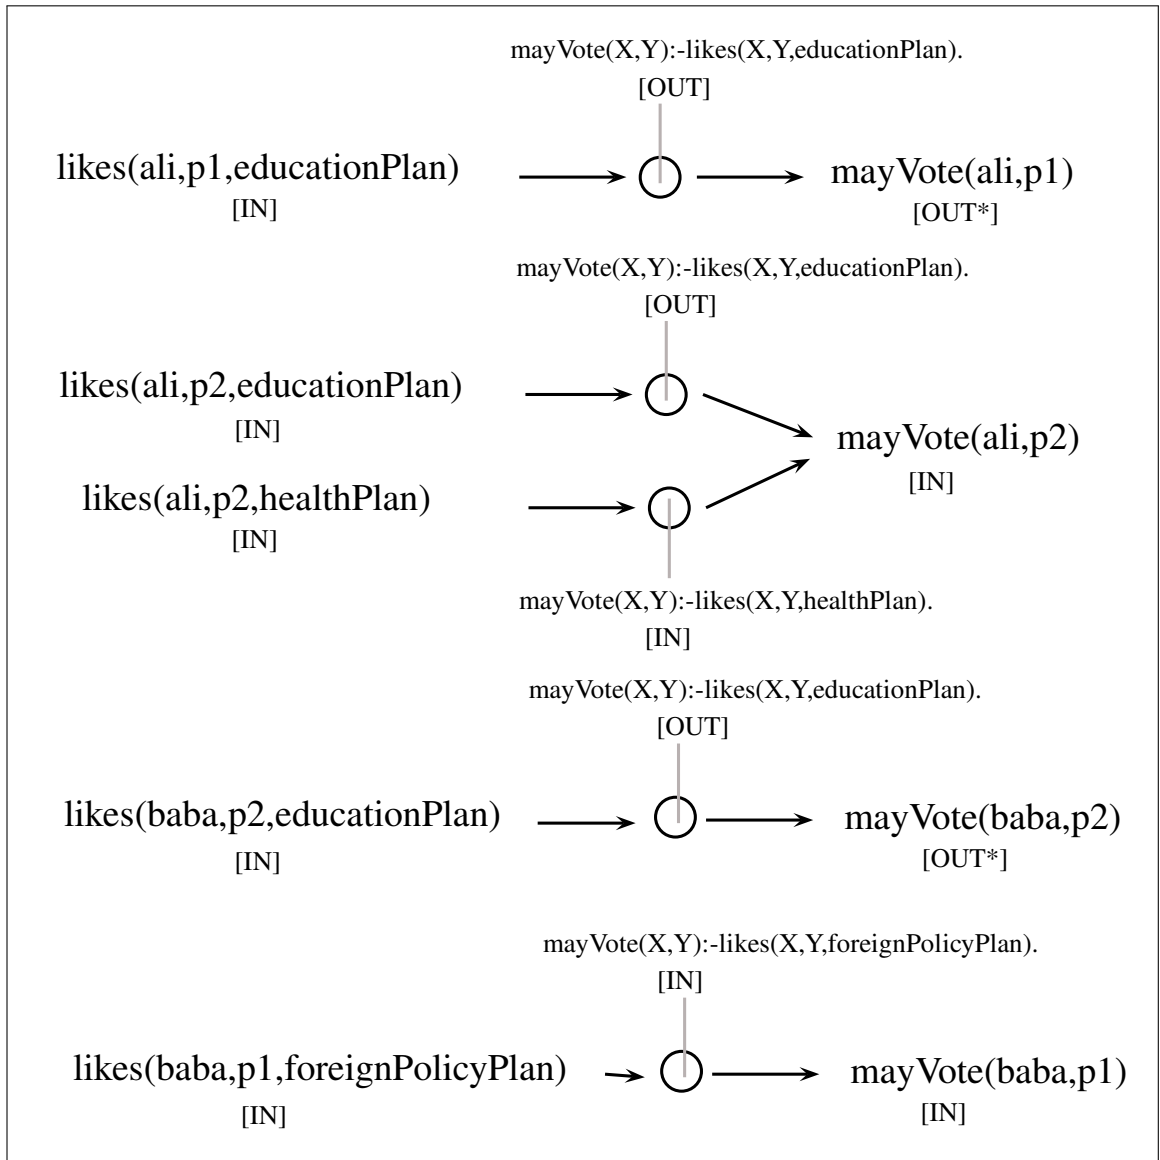 mayVote(X,Y):-likes(X,Y,educationPlan).
[OUT]
likes(ali,p1,educationPlan)
[IN]
mayVote(ali,p1)
[OUT*]
mayVote(X,Y):-likes(X,Y,educationPlan).
[OUT]
likes(ali,p2,educationPlan)
[IN]
mayVote(ali,p2)
[IN]
likes(ali,p2,healthPlan)
[IN]
mayVote(X,Y):-likes(X,Y,healthPlan).
[IN]
mayVote(X,Y):-likes(X,Y,educationPlan).
[OUT]
likes(baba,p2,educationPlan)
[IN]
mayVote(baba,p2)
[OUT*]
mayVote(X,Y):-likes(X,Y,foreignPolicyPlan).
[IN]
likes(baba,p1,foreignPolicyPlan)
[IN]
mayVote(baba,p1)
[IN]